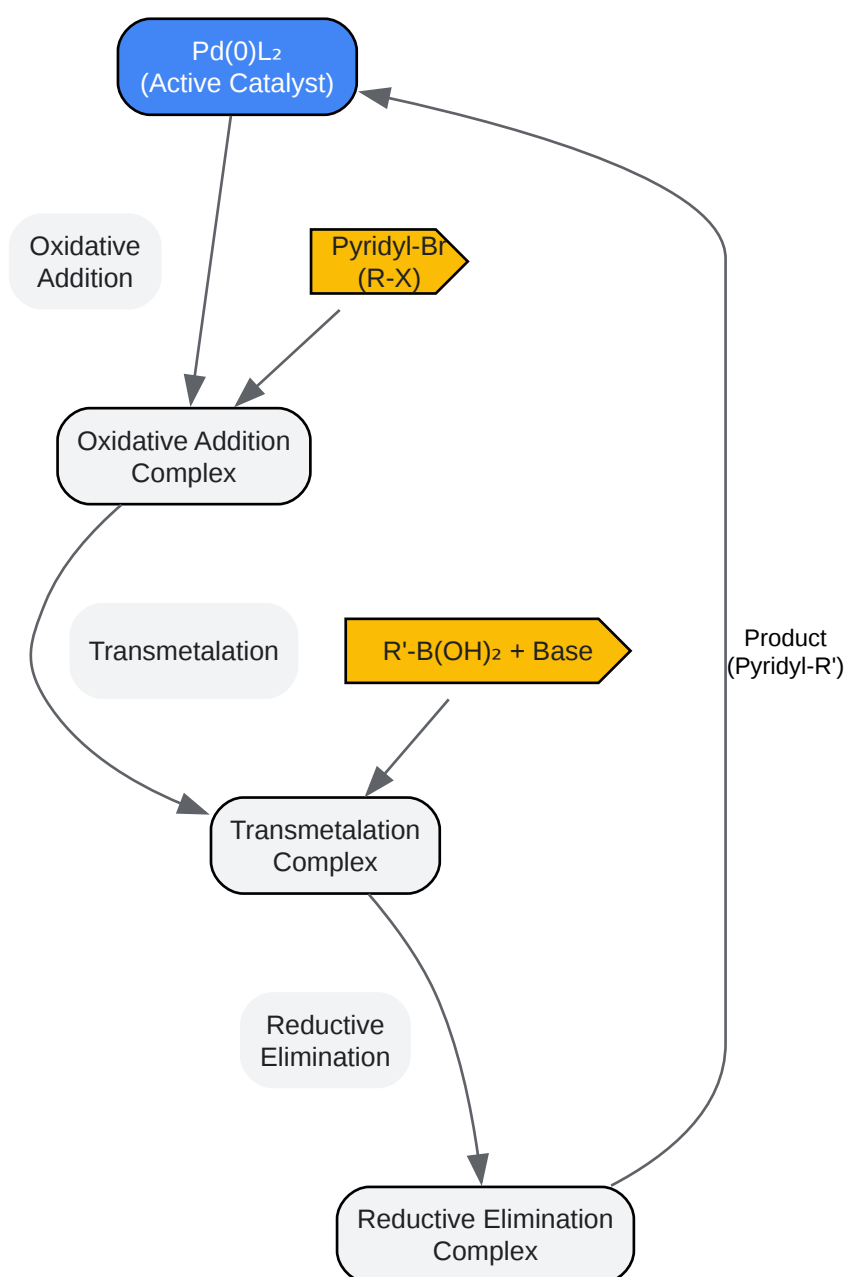 Pd(0)L₂
(Active Catalyst)
Oxidative
Addition
Pyridyl-Br
(R-X)
Oxidative Addition
Complex
Transmetalation
R'-B(OH)₂ + Base
Product
(Pyridyl-R')
Transmetalation
Complex
Reductive
Elimination
Reductive Elimination
Complex